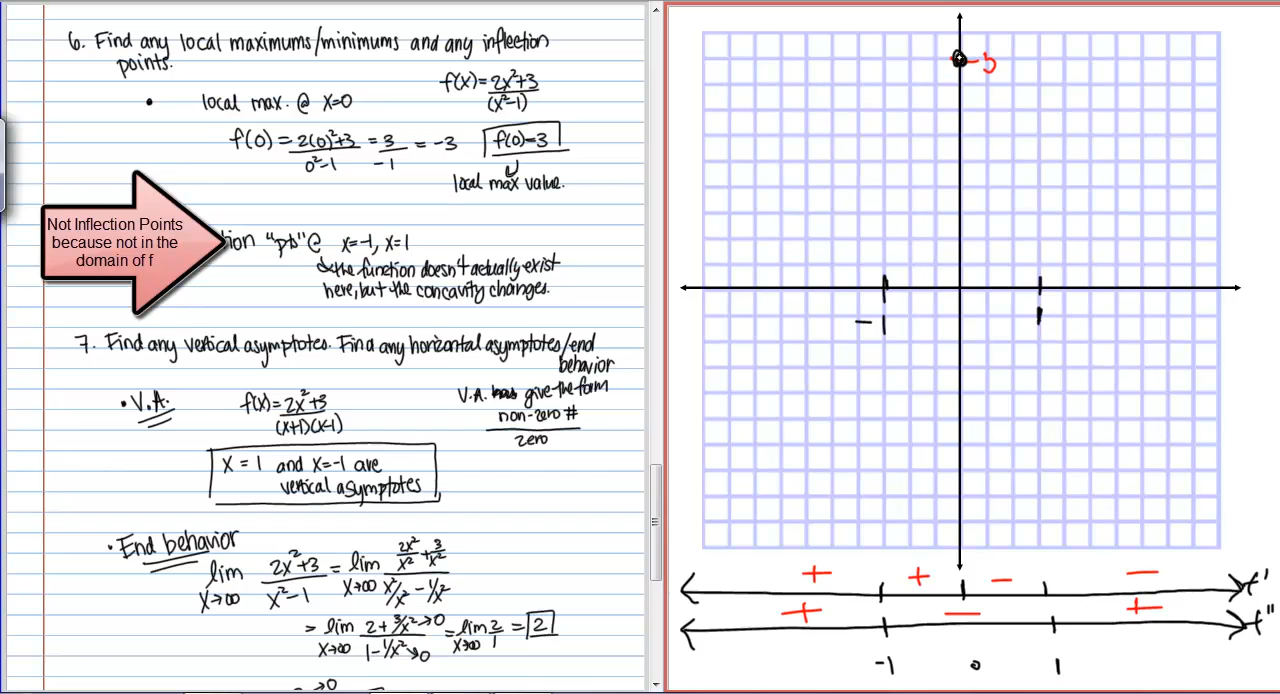 6. Find any local maximums/minimums and any inflection
points.
f(x)=2x²+3
(x²-1)
local max. @ x=0
f(0)=2(0)²+3 = 3 = -3
0²-1 -1
f(0)=3
local max value.
Not Inflection Points
because not in the
domain of f
tion "pts" @ x=-1, x=1
the function doesn't actually exist
here, but the concavity changes.
7. Find any vertical asymptotes. Find any horizontal asymptotes/end
behavior
• V.A. f(x)=2x²+3
(x+1)(x-1)
V.A. give the form
non-zero #
zero
x = 1 and x=-1 are
vertical asymptotes
• End behavior
lim 2x²+3 = lim 2x²/x² + 3/x²
x→∞ x²-1 x→∞ x²/x² - 1/x²
= lim 2 + 3/x²→0 = lim 2 = 2
x→∞ 1 - 1/x²→0 x→∞ 1
→0
-1 1
+ + - - f'
+ - + f"
-1 0 1